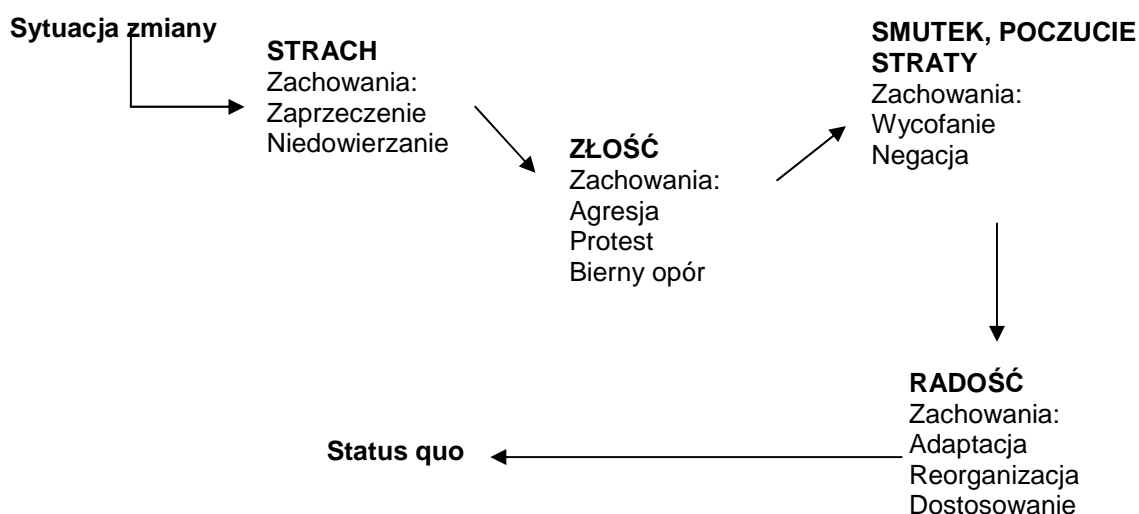 Sytuacja zmiany
STRACH
Zachowania:
Zaprzeczenie
Niedowierzanie
ZŁOŚĆ
Zachowania:
Agresja
Protest
Bierny opór
SMUTEK, POCZUCIE
STRATY
Zachowania:
Wycofanie
Negacja
RADOŚĆ
Zachowania:
Adaptacja
Reorganizacja
Dostosowanie
Status quo